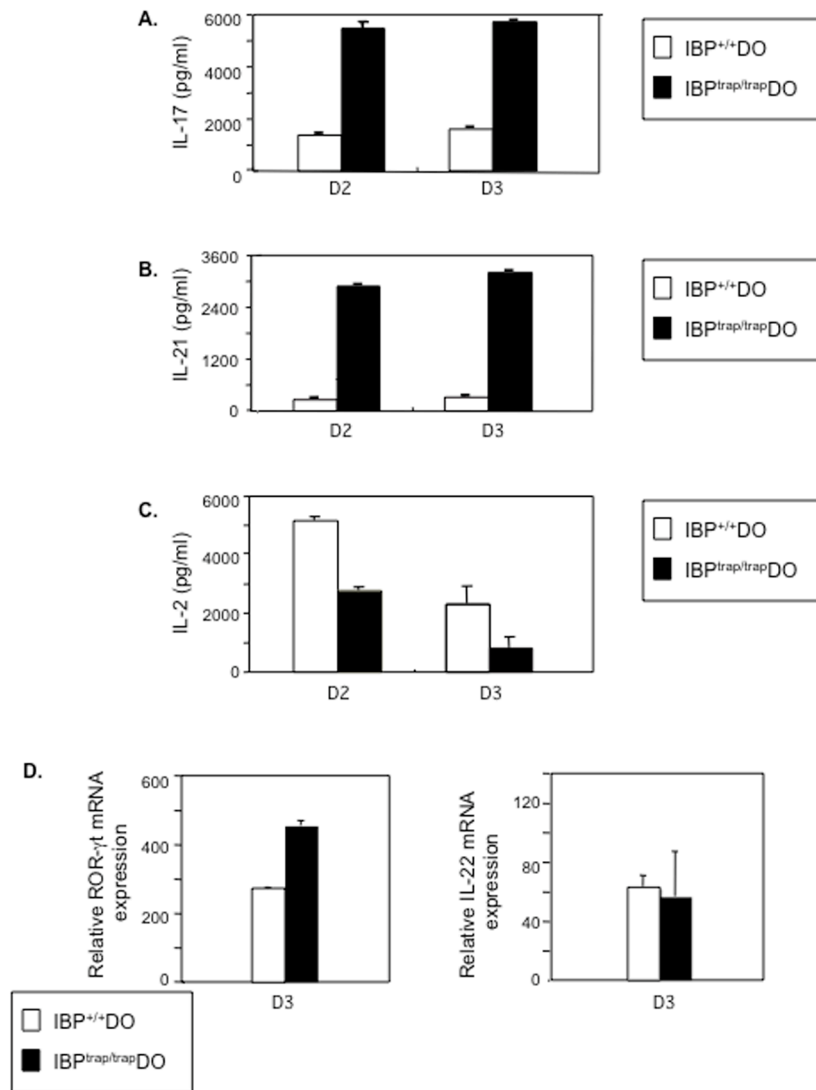 A.
IL-17 (pg/ml)
6000
4000
2000
0
D2 D3
IBP+/+DO
IBPtrap/trapDO
B.
IL-21 (pg/ml)
3600
2400
1200
0
D2 D3
IBP+/+DO
IBPtrap/trapDO
C.
IL-2 (pg/ml)
6000
4000
2000
0
D2 D3
IBP+/+DO
IBPtrap/trapDO
D.
Relative ROR-γt mRNA
expression
600
400
200
0
D3
Relative IL-22 mRNA
expression
120
80
40
0
D3
IBP+/+DO
IBPtrap/trapDO